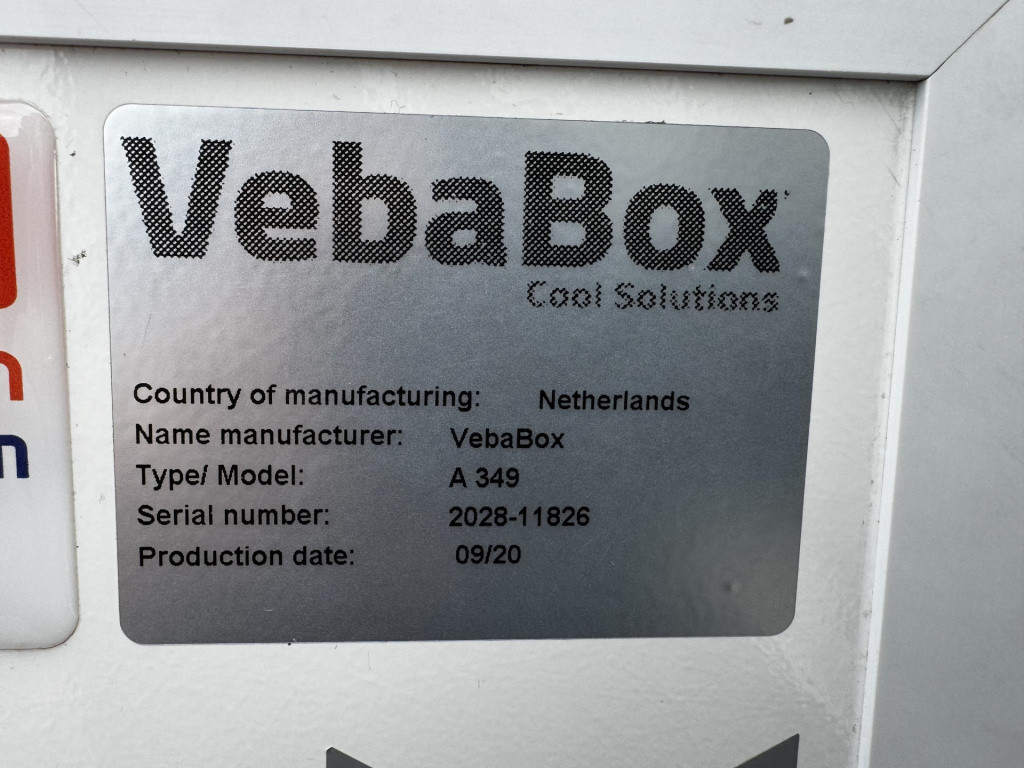 VebaBox
Cool Solutions
Country of manufacturing: Netherlands
Name manufacturer: VebaBox
Type/ Model: A 349
Serial number: 2028-11826
Production date: 09/20
n
n